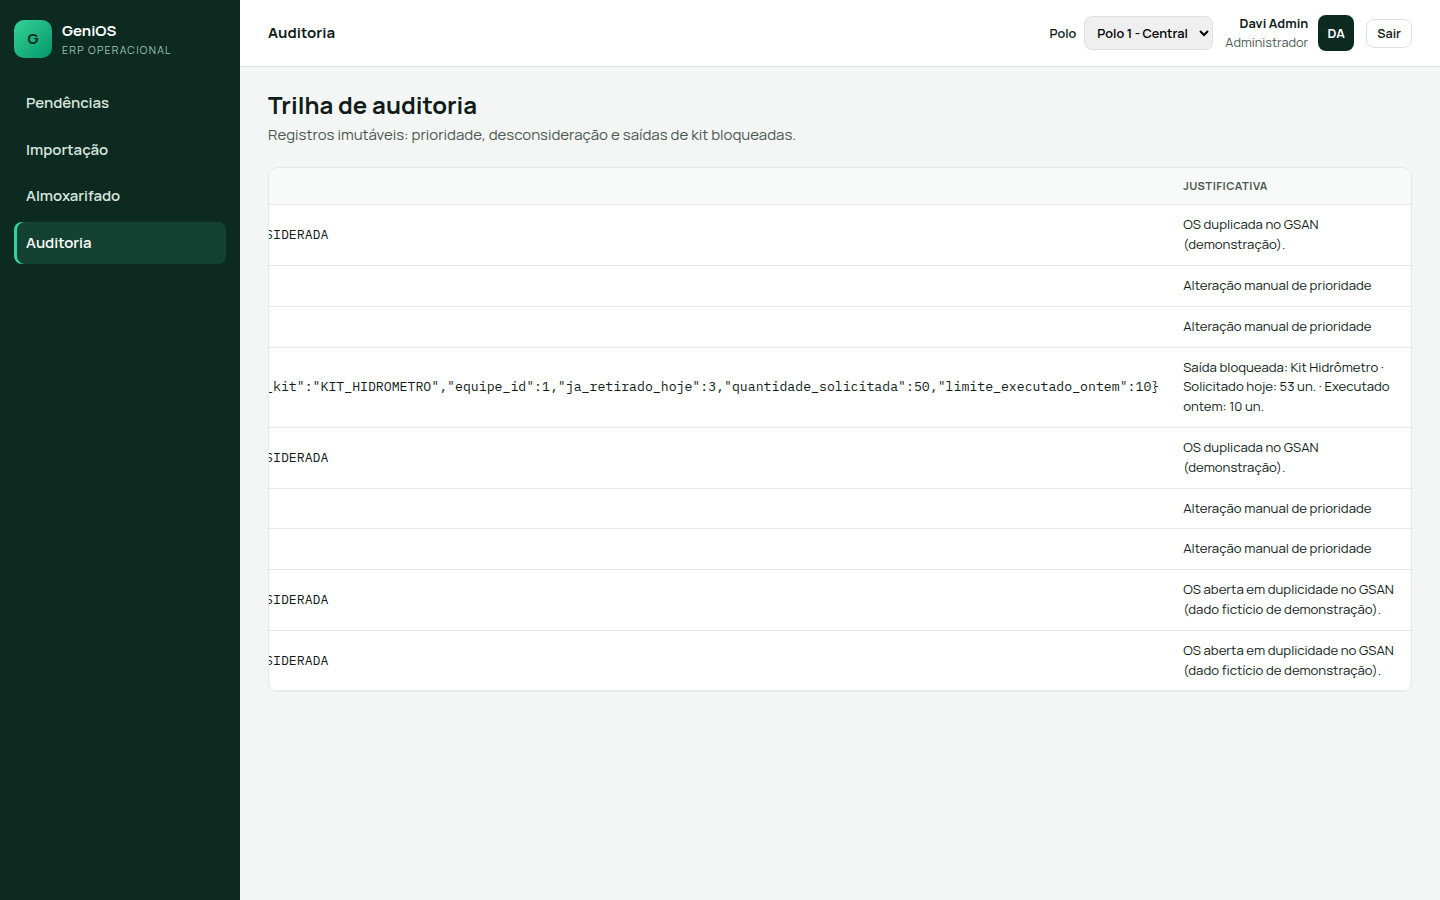 G
GeniOS
ERP OPERACIONAL
Pendências
Importação
Almoxarifado
Auditoria
Auditoria
Polo
Polo 1 - Central
Davi Admin
Administrador
DA
Sair
Trilha de auditoria
Registros imutáveis: prioridade, desconsideração e saídas de kit bloqueadas.
JUSTIFICATIVA
SIDERADA
OS duplicada no GSAN
(demonstração).
Alteração manual de prioridade
Alteração manual de prioridade
_kit":"KIT_HIDROMETRO","equipe_id":1,"ja_retirado_hoje":3,"quantidade_solicitada":50,"limite_executado_ontem":10}
Saída bloqueada: Kit Hidrômetro ·
Solicitado hoje: 53 un. · Executado
ontem: 10 un.
SIDERADA
OS duplicada no GSAN
(demonstração).
Alteração manual de prioridade
Alteração manual de prioridade
SIDERADA
OS aberta em duplicidade no GSAN
(dado fictício de demonstração).
SIDERADA
OS aberta em duplicidade no GSAN
(dado fictício de demonstração).